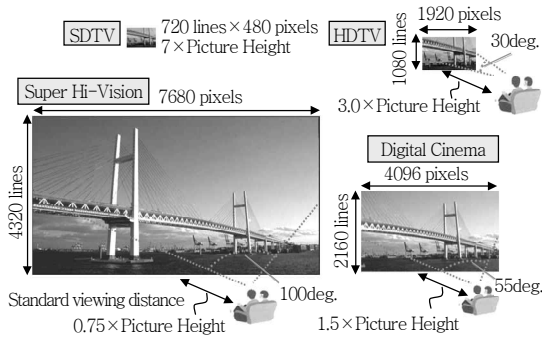 SDTV
720 lines×480 pixels
7×Picture Height
HDTV
1920 pixels
1080 lines
30deg.
3.0×Picture Height
Super Hi-Vision
7680 pixels
4320 lines
100deg.
Standard viewing distance
0.75×Picture Height
Digital Cinema
4096 pixels
2160 lines
55deg.
1.5×Picture Height